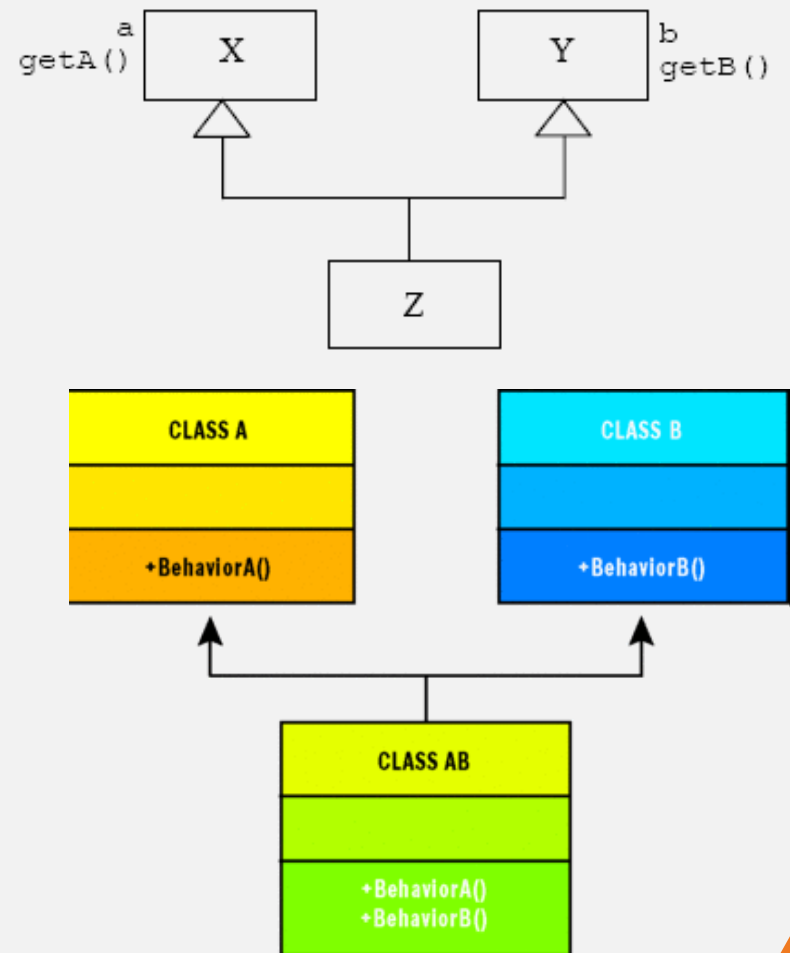 a
getA()
X
Y
b
getB()
Z
CLASS A
CLASS B
+BehaviorA()
+BehaviorB()
CLASS AB
+BehaviorA()
+BehaviorB()